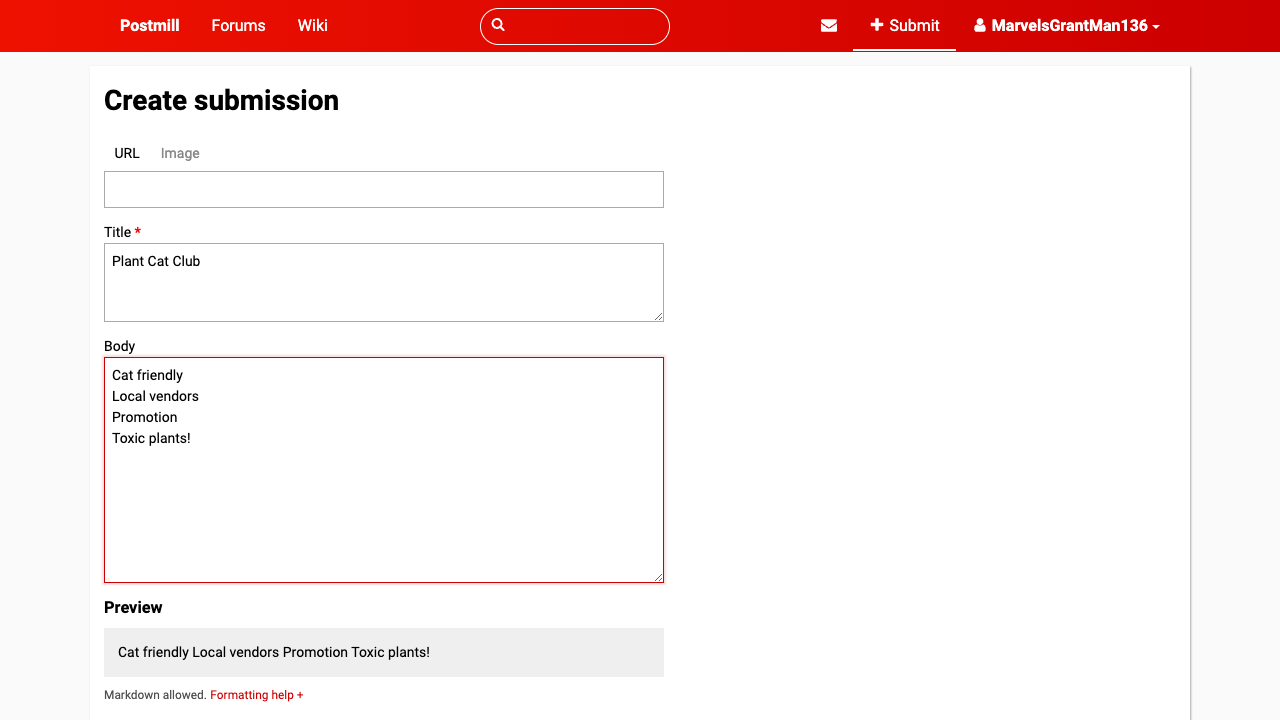 Postmill Forums Wiki Submit MarvelsGrantMan136
Create submission
URL Image
Title *
Plant Cat Club
Body
Cat friendly
Local vendors
Promotion
Toxic plants!
Preview
Cat friendly Local vendors Promotion Toxic plants!
Markdown allowed. Formatting help +